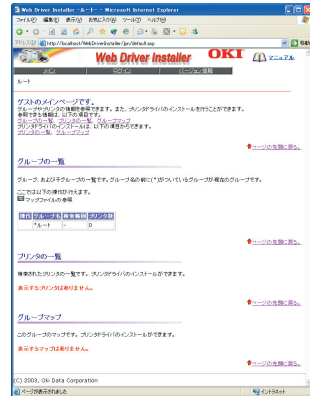 Web Driver Installer -ルート- - Microsoft Internet Explorer
ファイル(F) 編集(E) 表示(V) お気に入り(A) ツール(T) ヘルプ(H)
http://localhost/WebDriverInstaller/jpn/default.asp
Web Driver Installer
OKI
マニュアル
メイン
ログイン
バージョン情報
ルート
ゲストのメインページです。
グループやプリンタの情報を参照できます。また、プリンタドライバのインストールを行うことができます。
参照できる情報は、以下の項目です。
グループの一覧、プリンタの一覧、グループマップ
プリンタドライバのインストールは、以下の項目からできます。
プリンタの一覧、グループマップ
ページの先頭に戻る。
グループの一覧
グループ、およびグループの一覧です。グループ名の前に(*)がついているグループが現在のグループです。
ここでは以下の操作が行えます。
マップファイルの参照
操作 グループ名 検索範囲 プリンタ数
*ルート - 0
ページの先頭に戻る。
プリンタの一覧
検索されたプリンタの一覧です。プリンタドライバのインストールができます。
表示するプリンタはありません。
ページの先頭に戻る。
グループマップ
このグループのマップです。プリンタドライバのインストールができます。
表示するマップはありません。
ページの先頭に戻る。
(C) 2003, Oki Data Corporation
ページが表示されました
イントラネット